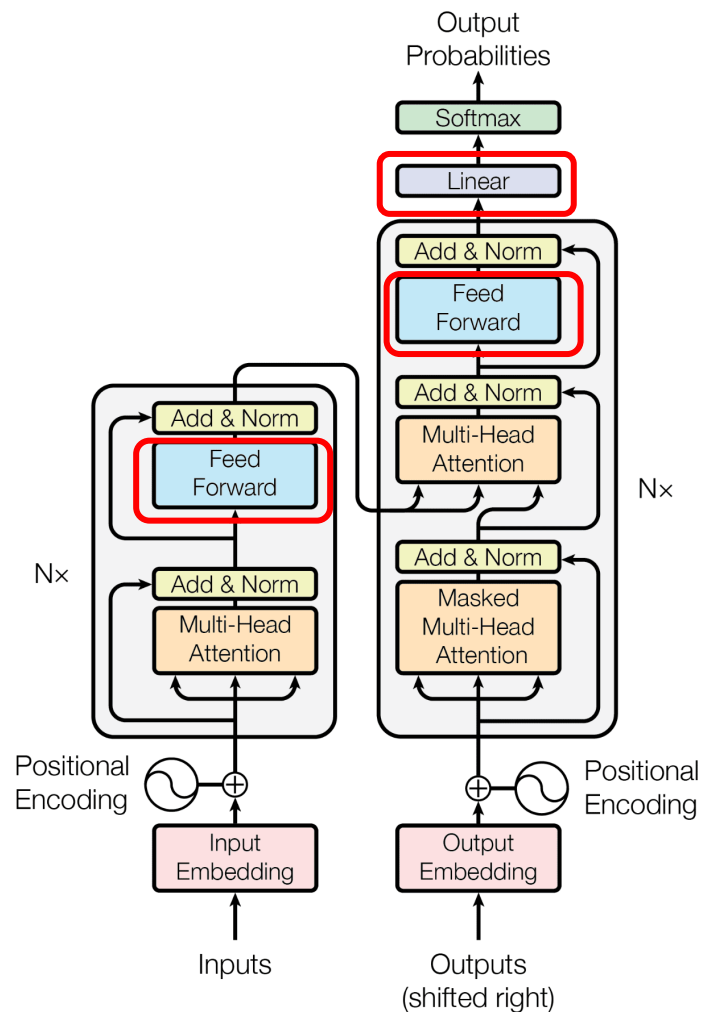 Output
Probabilities
Softmax
Linear
Add & Norm
Feed
Forward
Add & Norm
Multi-Head
Attention
Add & Norm
Feed
Forward
N×
N×
Add & Norm
Masked
Multi-Head
Attention
Add & Norm
Multi-Head
Attention
Positional
Encoding
Positional
Encoding
Input
Embedding
Output
Embedding
Inputs
Outputs
(shifted right)